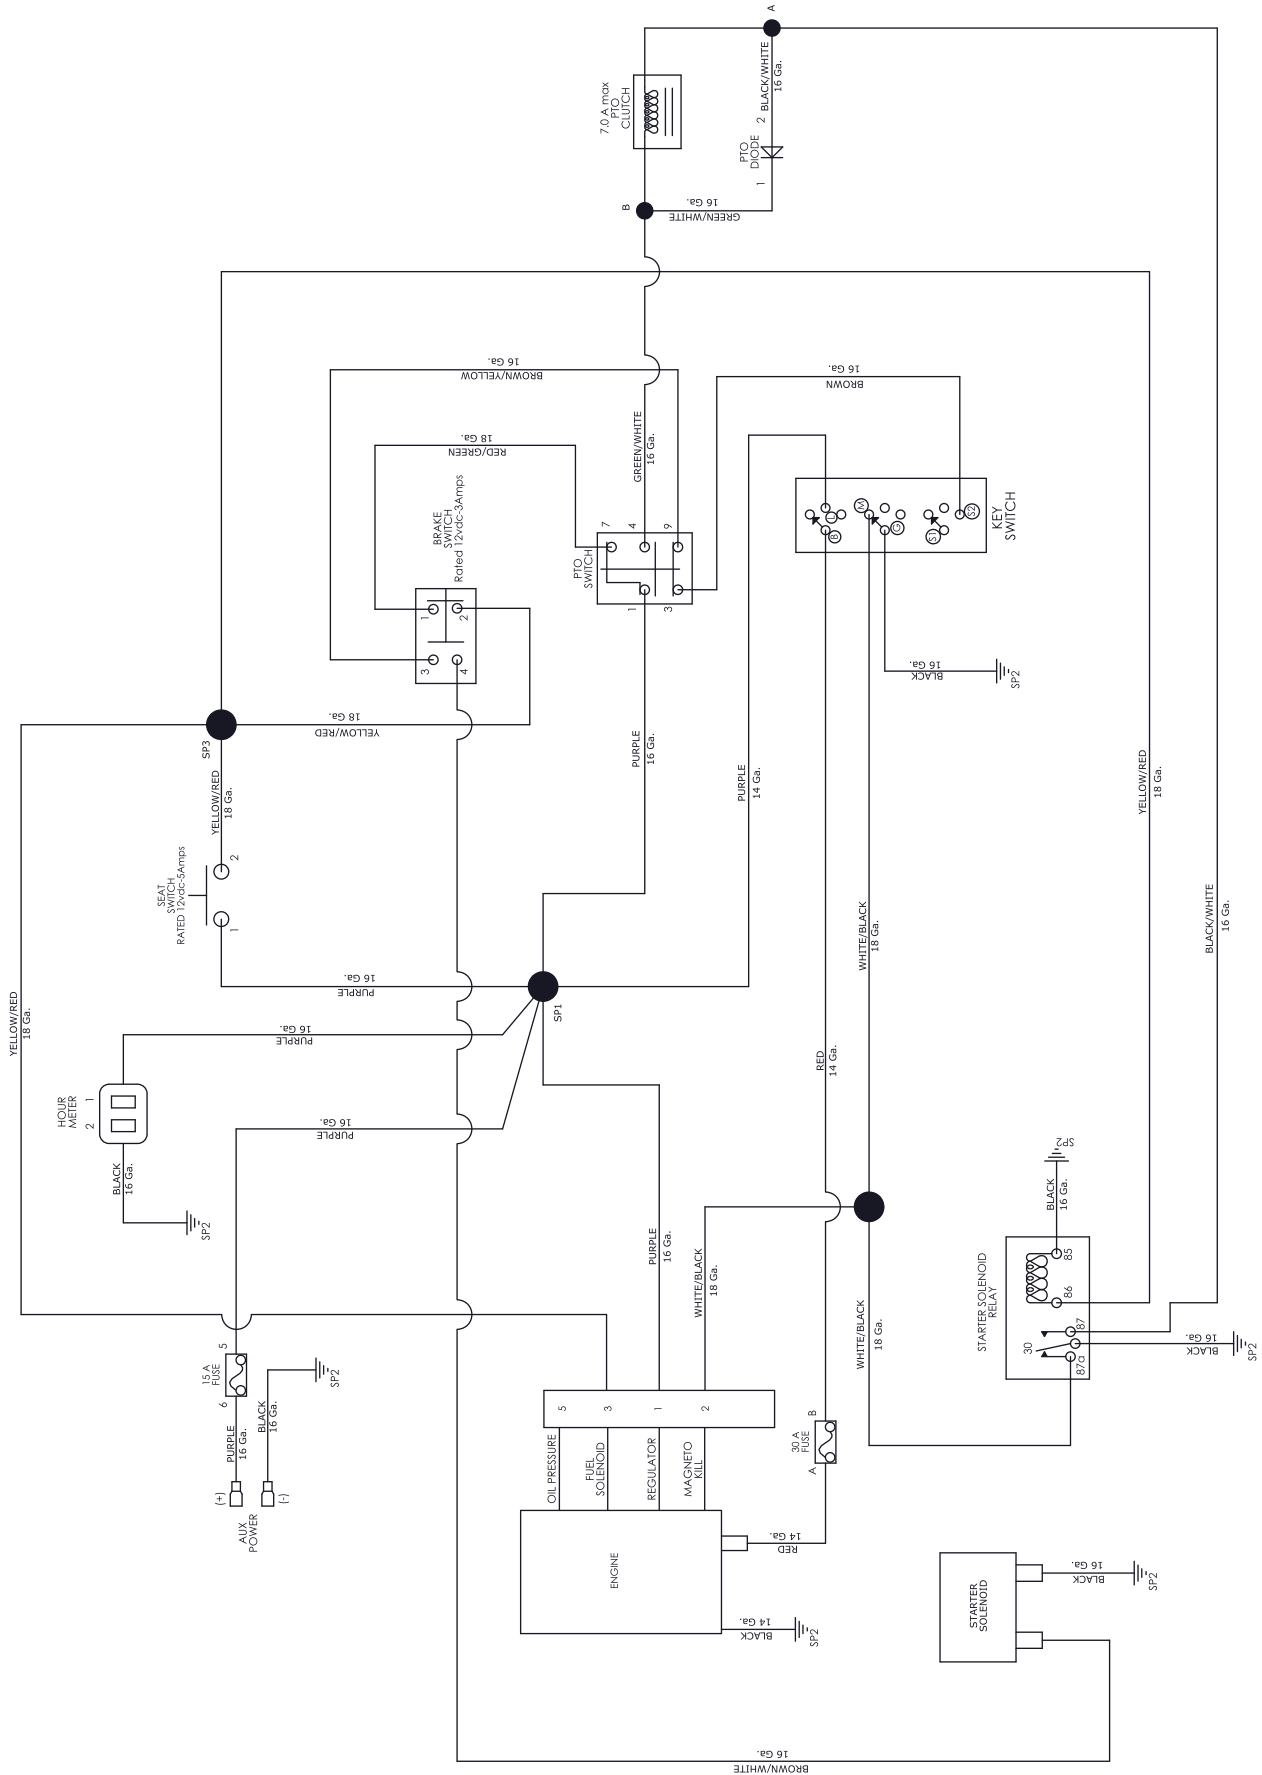 A
7.0 A max
PTO
CLUTCH
BLACK/WHITE
16 Ga.
2
PTO
DIODE
1
B
16 Ga.
GREEN/WHITE
16 Ga.
BROWN/YELLOW
16 Ga.
BROWN
18 Ga.
RED/GREEN
GREEN/WHITE
16 Ga.
BRAKE
SWITCH
Rated 12vdc-3Amps
1
2
3
4
PTO
SWITCH
7
4
9
1
3
KEY
SWITCH
B
L
M
G
S1
S2
16 Ga.
BLACK
SP2
18 Ga.
YELLOW/RED
SP3
YELLOW/RED
18 Ga.
PURPLE
16 Ga.
PURPLE
14 Ga.
YELLOW/RED
18 Ga.
SEAT
SWITCH
RATED 12vdc-5Amps
2
1
WHITE/BLACK
18 Ga.
BLACK/WHITE
16 Ga.
16 Ga.
PURPLE
SP1
YELLOW/RED
18 Ga.
16 Ga.
PURPLE
RED
14 Ga.
HOUR
METER
2
1
16 Ga.
PURPLE
BLACK
16 Ga.
SP2
BLACK
16 Ga.
SP2
PURPLE
16 Ga.
WHITE/BLACK
18 Ga.
WHITE/BLACK
18 Ga.
STARTER SOLENOID
RELAY
85
86
87
30
87a
16 Ga.
BLACK
SP2
15 A
FUSE
5
6
SP2
PURPLE
16 Ga.
BLACK
16 Ga.
(+)
(-)
AUX
POWER
5
3
1
2
OIL PRESSURE
FUEL
SOLENOID
REGULATOR
MAGNETO
KILL
30 A
FUSE
B
A
14 Ga.
RED
ENGINE
14 Ga.
BLACK
SP2
STARTER
SOLENOID
16 Ga.
BLACK
SP2
16 Ga.
BROWN/WHITE